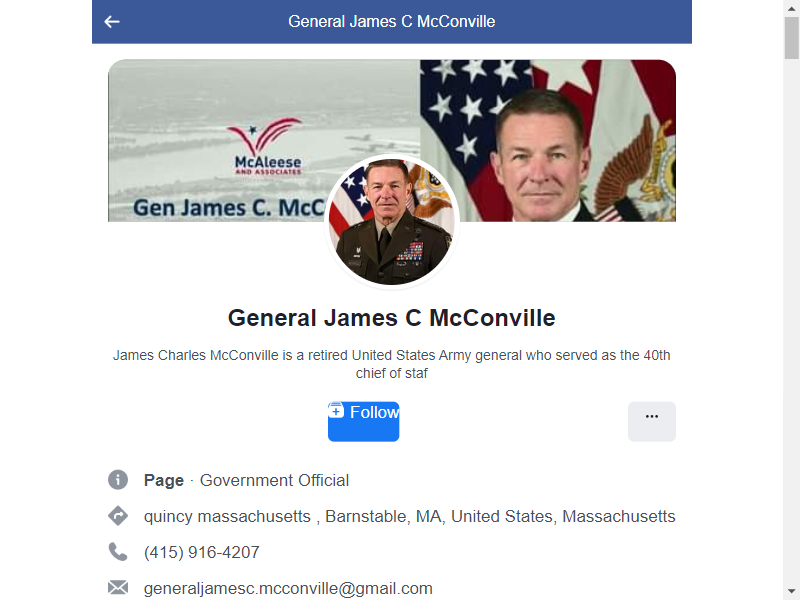 General James C McConville
McAleese
AND ASSOCIATES
Gen James C. McC
General James C McConville
James Charles McConville is a retired United States Army general who served as the 40th
chief of staf
Follow
...
Page · Government Official
quincy massachusetts , Barnstable, MA, United States, Massachusetts
(415) 916-4207
generaljamesc.mcconville@gmail.com